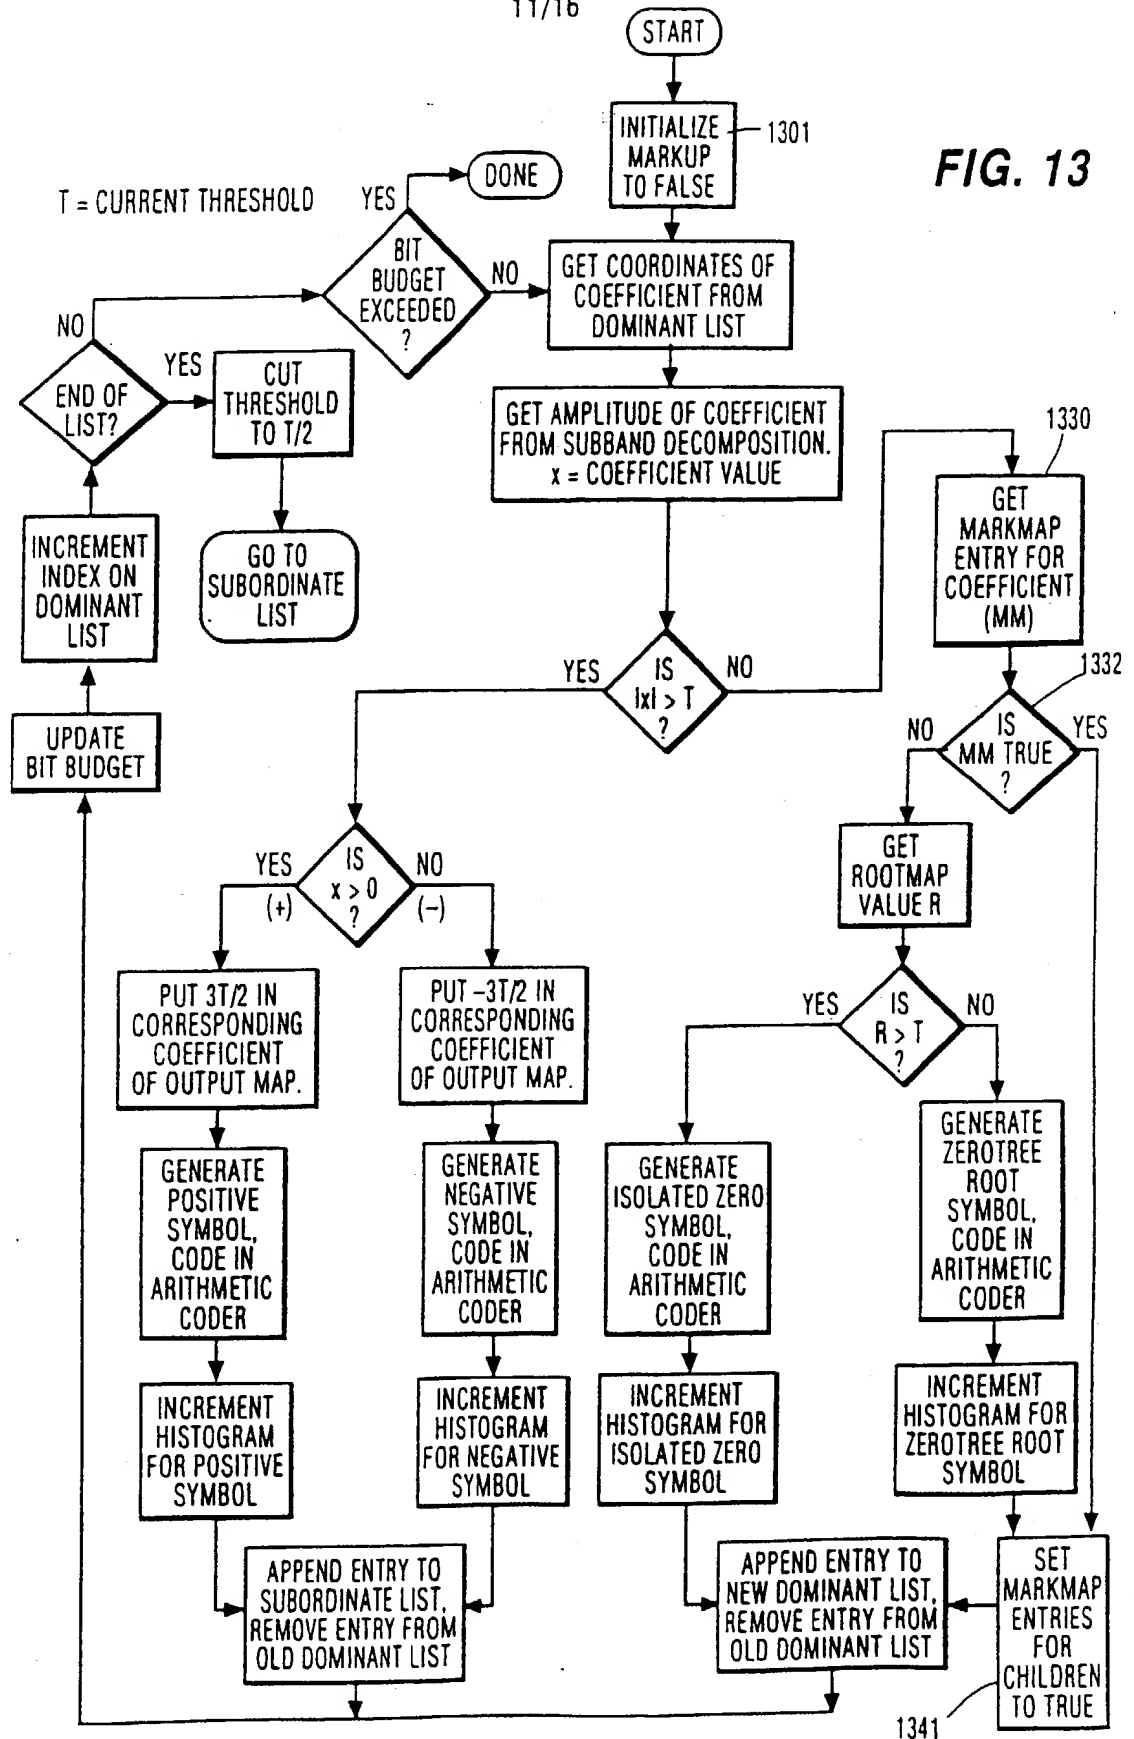 11/16
START
INITIALIZE
MARKUP
TO FALSE
1301
FIG. 13
T = CURRENT THRESHOLD
YES
DONE
BIT
BUDGET
EXCEEDED
?
NO
GET COORDINATES OF
COEFFICIENT FROM
DOMINANT LIST
NO
END OF
LIST?
YES
CUT
THRESHOLD
TO T/2
GET AMPLITUDE OF COEFFICIENT
FROM SUBBAND DECOMPOSITION.
x = COEFFICIENT VALUE
1330
GET
MARKMAP
ENTRY FOR
COEFFICIENT
(MM)
INCREMENT
INDEX ON
DOMINANT
LIST
GO TO
SUBORDINATE
LIST
YES
IS
|x| > T
?
NO
1332
UPDATE
BIT BUDGET
NO
IS
MM TRUE
?
YES
GET
ROOTMAP
VALUE R
YES
(+)
IS
x > 0
?
NO
(-)
YES
IS
R > T
?
NO
PUT 3T/2 IN
CORRESPONDING
COEFFICIENT
OF OUTPUT MAP.
PUT -3T/2 IN
CORRESPONDING
COEFFICIENT
OF OUTPUT MAP.
GENERATE
POSITIVE
SYMBOL,
CODE IN
ARITHMETIC
CODER
GENERATE
NEGATIVE
SYMBOL,
CODE IN
ARITHMETIC
CODER
GENERATE
ISOLATED ZERO
SYMBOL,
CODE IN
ARITHMETIC
CODER
GENERATE
ZEROTREE
ROOT
SYMBOL,
CODE IN
ARITHMETIC
CODER
INCREMENT
HISTOGRAM
FOR POSITIVE
SYMBOL
INCREMENT
HISTOGRAM
FOR NEGATIVE
SYMBOL
INCREMENT
HISTOGRAM FOR
ISOLATED ZERO
SYMBOL
INCREMENT
HISTOGRAM FOR
ZEROTREE ROOT
SYMBOL
APPEND ENTRY TO
SUBORDINATE LIST,
REMOVE ENTRY FROM
OLD DOMINANT LIST
APPEND ENTRY TO
NEW DOMINANT LIST,
REMOVE ENTRY FROM
OLD DOMINANT LIST
SET
MARKMAP
ENTRIES
FOR
CHILDREN
TO TRUE
1341